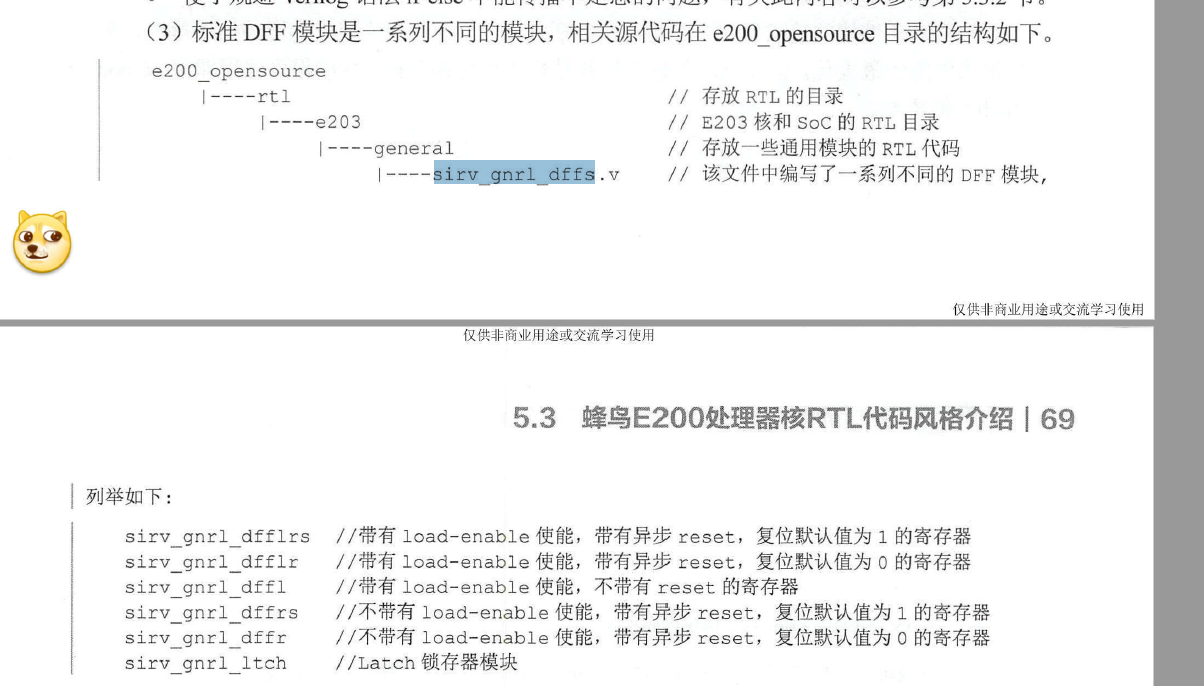 (3)标准 DFF 模块是一系列不同的模块，相关源代码在 e200_opensource 目录的结构如下。
e200_opensource
|----rtl // 存放 RTL 的目录
|----e203 // E203 核和 SoC 的 RTL 目录
|----general // 存放一些通用模块的 RTL 代码
|----sirv_gnrl_dffs.v // 该文件中编写了一系列不同的 DFF 模块,
仅供非商业用途或交流学习使用
仅供非商业用途或交流学习使用
5.3 蜂鸟E200处理器核RTL代码风格介绍 | 69
列举如下:
sirv_gnrl_dfflrs //带有 load-enable 使能，带有异步 reset，复位默认值为 1 的寄存器
sirv_gnrl_dfflr //带有 load-enable 使能，带有异步 reset，复位默认值为 0 的寄存器
sirv_gnrl_dffl //带有 load-enable 使能，不带有 reset 的寄存器
sirv_gnrl_dffrs //不带有 load-enable 使能，带有异步 reset，复位默认值为 1 的寄存器
sirv_gnrl_dffr //不带有 load-enable 使能，带有异步 reset，复位默认值为 0 的寄存器
sirv_gnrl_ltch //Latch 锁存器模块